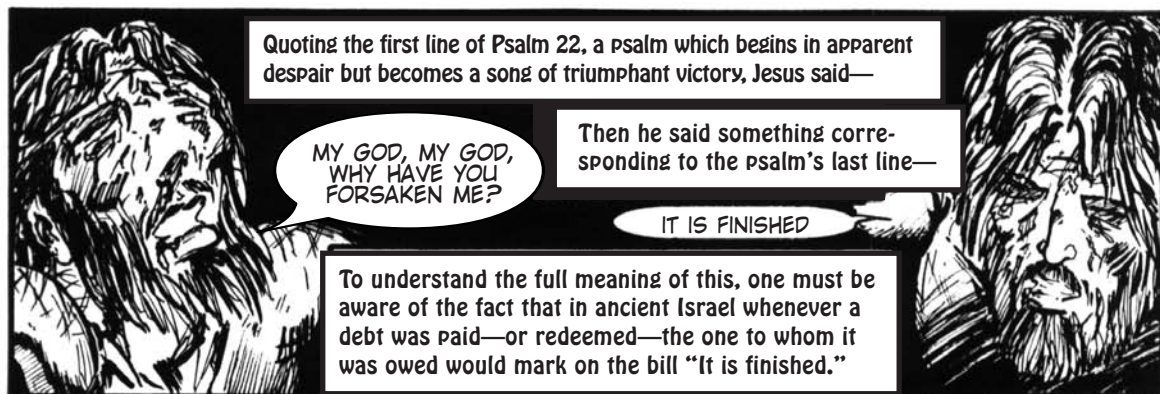 Quoting the first line of Psalm 22, a psalm which begins in apparent
despair but becomes a song of triumphant victory, Jesus said—
MY GOD, MY GOD,
WHY HAVE YOU
FORSAKEN ME?
Then he said something corre-
sponding to the psalm's last line—
IT IS FINISHED
To understand the full meaning of this, one must be
aware of the fact that in ancient Israel whenever a
debt was paid—or redeemed—the one to whom it
was owed would mark on the bill “It is finished.”